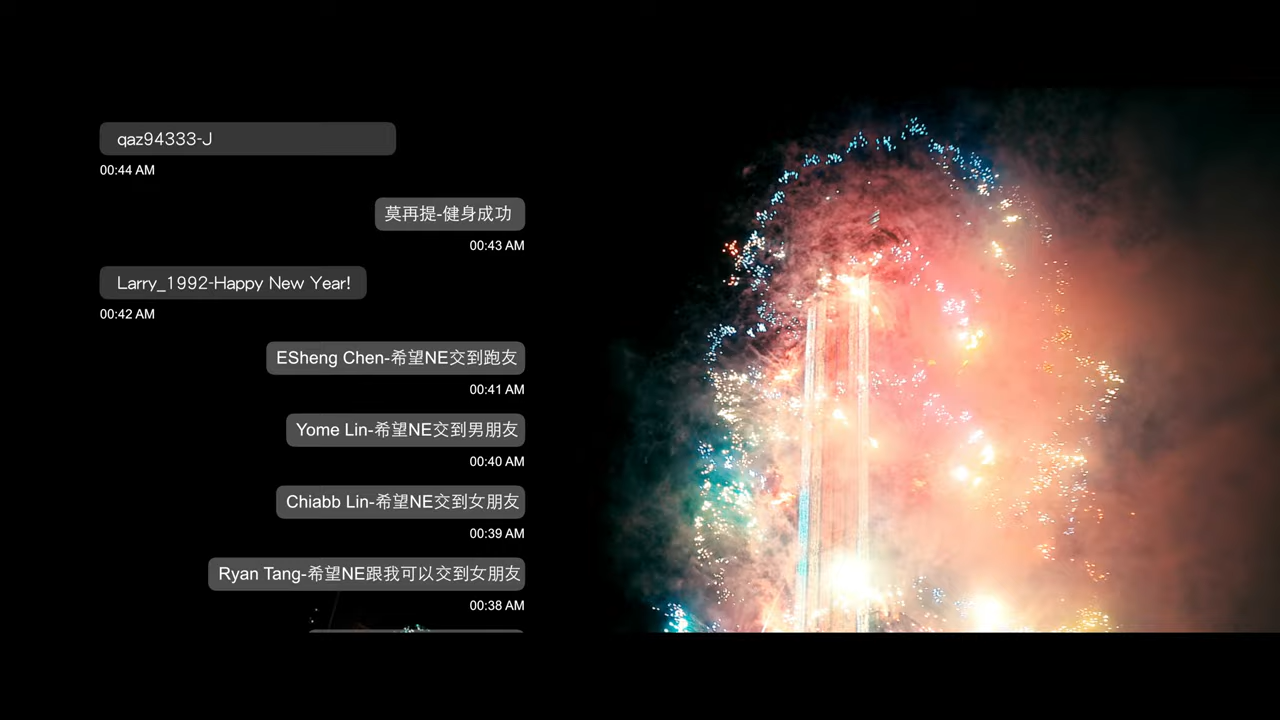 qaz94333-J
00:44 AM
莫再提-健身成功
00:43 AM
Larry_1992-Happy New Year!
00:42 AM
ESheng Chen-希望NE交到跑友
00:41 AM
Yome Lin-希望NE交到男朋友
00:40 AM
Chiabb Lin-希望NE交到女朋友
00:39 AM
Ryan Tang-希望NE跟我可以交到女朋友
00:38 AM